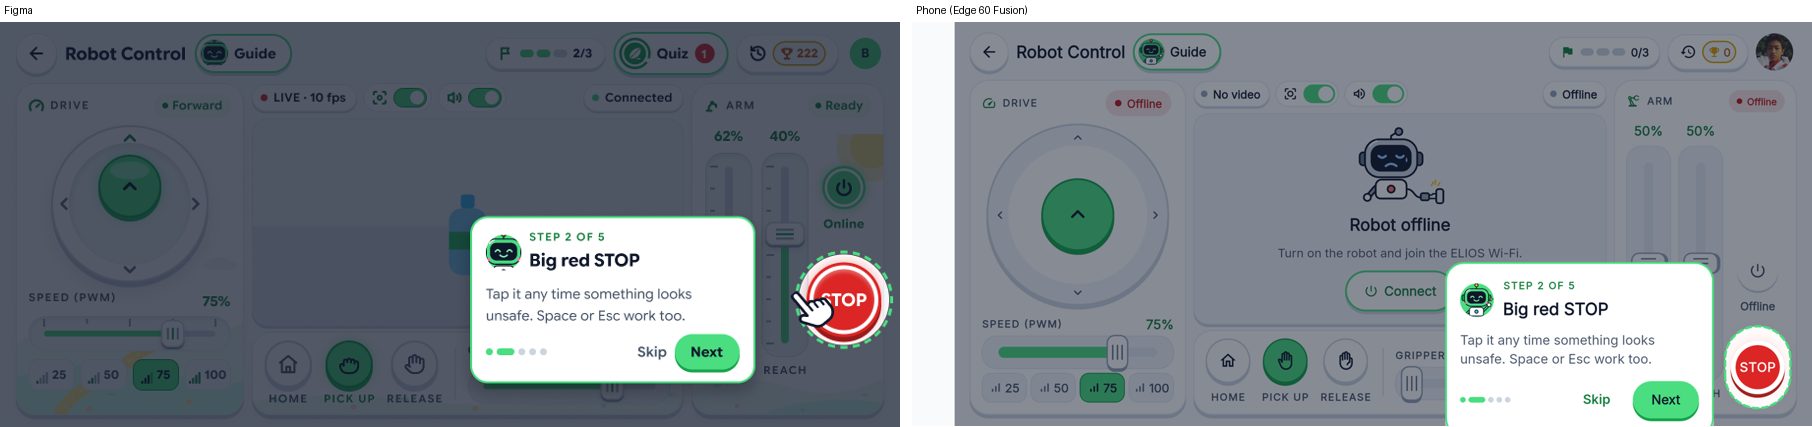 Figma
Robot Control
Guide
2/3
Quiz
1
222
B
DRIVE
Forward
LIVE · 10 fps
Connected
ARM
Ready
62%
40%
Online
STEP 2 OF 5
Big red STOP
Tap it any time something looks
unsafe. Space or Esc work too.
Skip
Next
STOP
SPEED (PWM)
75%
25
50
75
100
HOME
PICK UP
RELEASE
REACH
Phone (Edge 60 Fusion)
Robot Control
Guide
0/3
0
DRIVE
Offline
No video
Offline
ARM
Offline
50%
50%
Robot offline
Turn on the robot and join the ELIOS Wi-Fi.
Connect
Offline
STEP 2 OF 5
Big red STOP
Tap it any time something looks
unsafe. Space or Esc work too.
Skip
Next
STOP
SPEED (PWM)
75%
25
50
75
100
HOME
PICK UP
RELEASE
GRIPPER
H